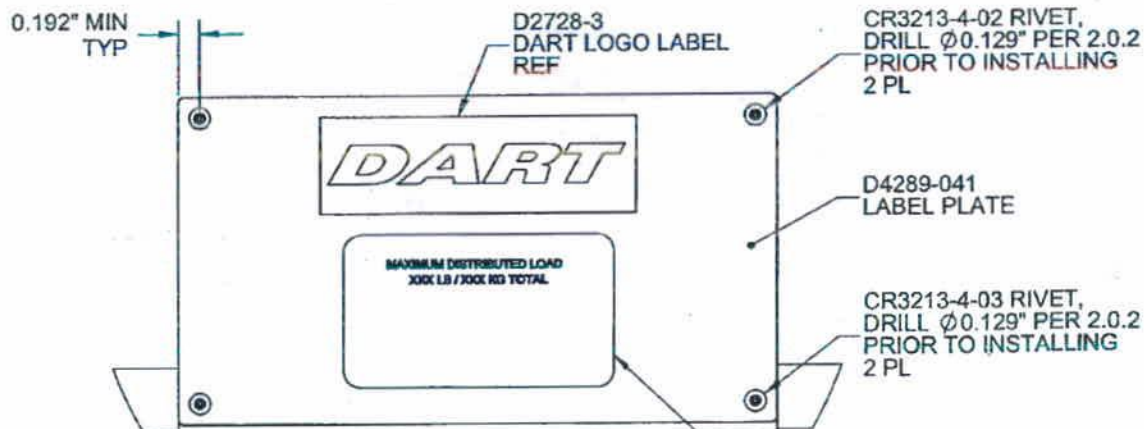 0.192" MIN
TYP
D2728-3
DART LOGO LABEL
REF
CR3213-4-02 RIVET,
DRILL Ø0.129" PER 2.0.2
PRIOR TO INSTALLING
2 PL
DART
D4289-041
LABEL PLATE
MAXIMUM DISTRIBUTED LOAD
XXX LB / XXX KG TOTAL
CR3213-4-03 RIVET,
DRILL Ø0.129" PER 2.0.2
PRIOR TO INSTALLING
2 PL